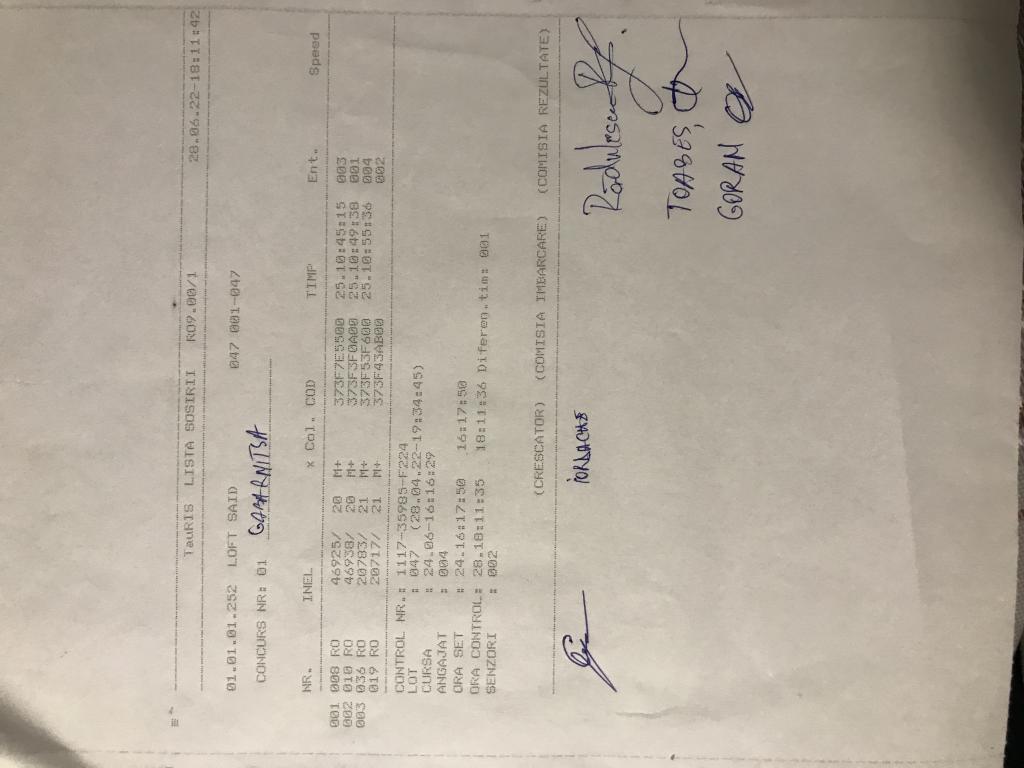 TauRIS LISTA SOSIRII RO9.00/1 28.06.22-18:11:42
01.01.01.252 LOFT SAID 047 001-047
CONCURS NR: 01
NR. INEL * Col. COD TIMP Ent. Speed
001 008 RO 46925/ 20 M+ 373F7E5500 25.10:45:15 003
002 010 RO 46938/ 20 M+ 373F3F0A00 25.10:49:38 001
003 036 RO 20783/ 21 M+ 373F53F600 25.10:55:36 004
019 RO 20717/ 21 M+ 373F43AB00 002
CONTROL NR.: 1117-35985-F224
LOT : 047 (28.04.22-19:34:45)
CURSA : 24.06-16:16:29
ANGAJAT : 004
ORA SET : 24.16:17:50 16:17:50
ORA CONTROL: 28.18:11:35 18:11:36 Diferen.tim: 001
SENZORI : 002
(CRESCATOR) (COMISIA IMBARCARE) (COMISIA REZULTATE)
IORDACHE Rădulescu
TOABES,
GORAN